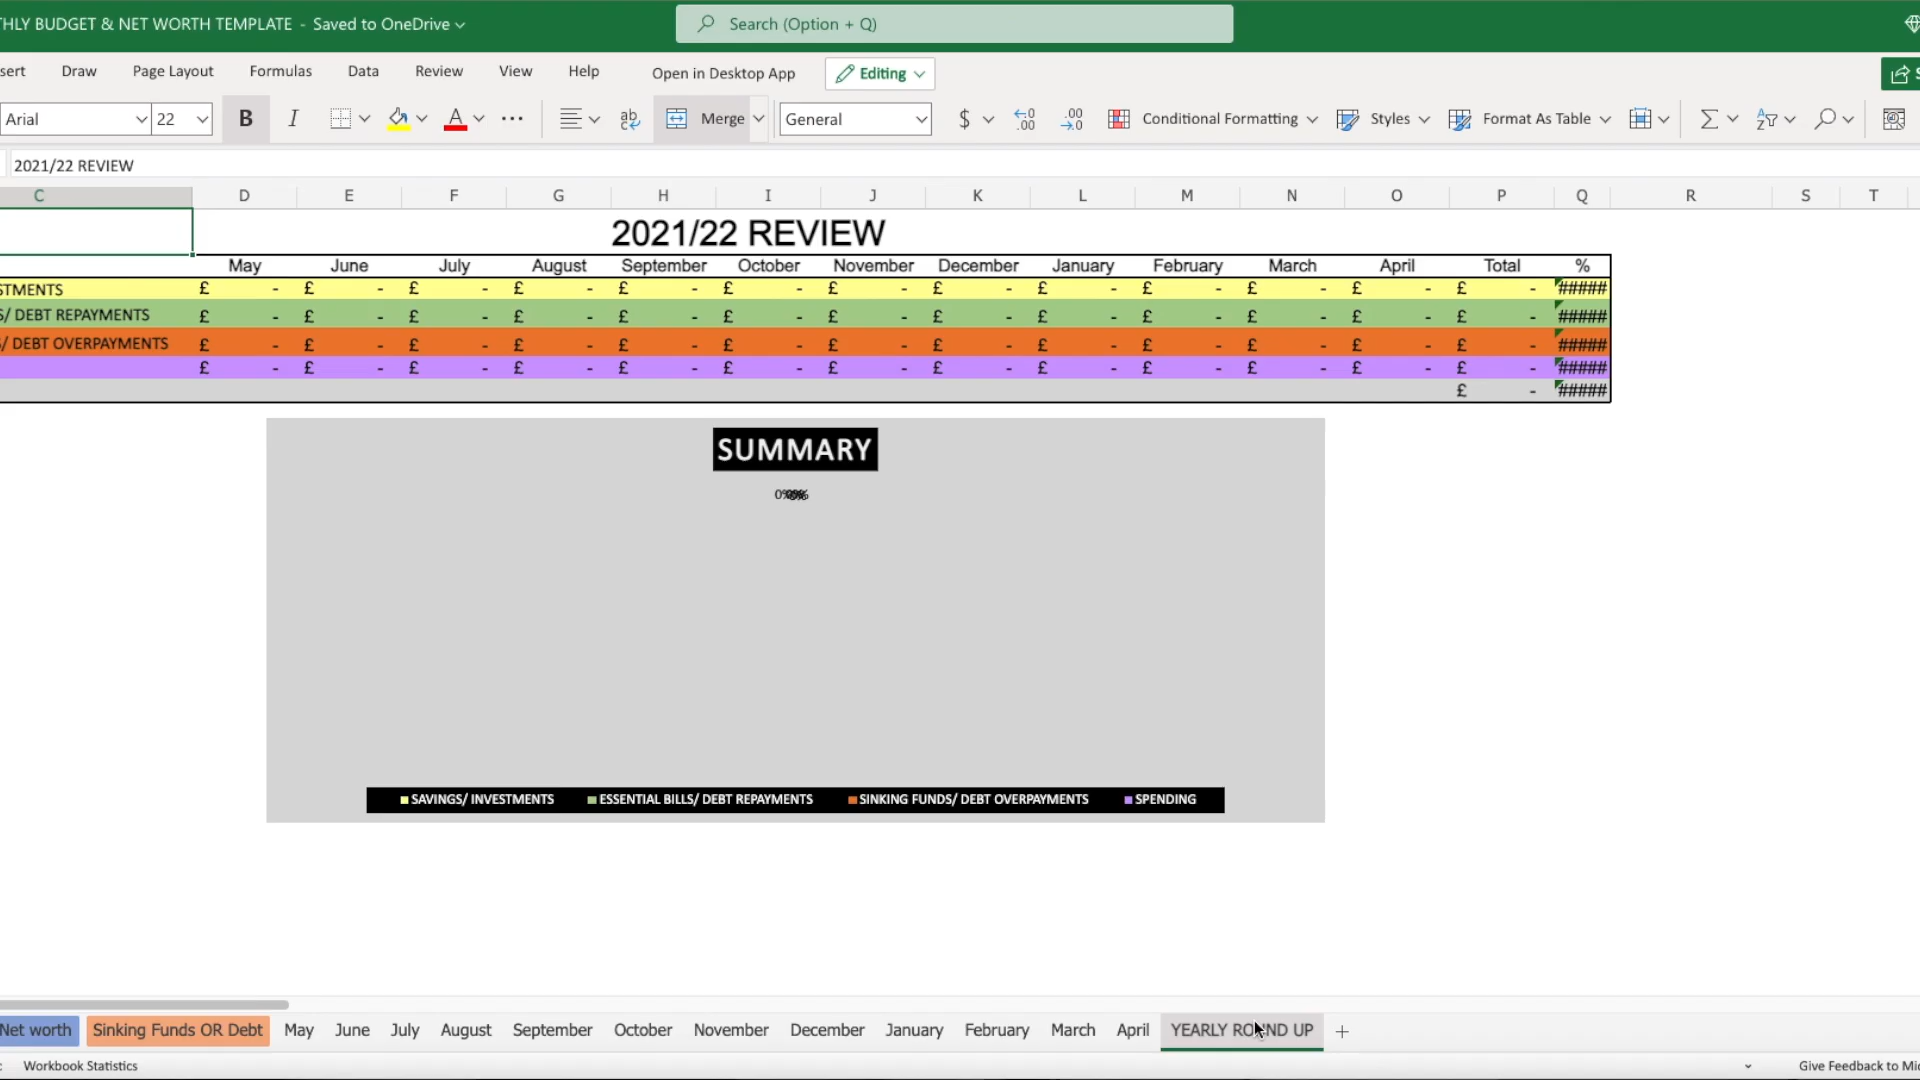 THLY BUDGET & NET WORTH TEMPLATE - Saved to OneDrive
Search (Option + Q)
sert Draw Page Layout Formulas Data Review View Help Open in Desktop App Editing
Arial 22 B I A ab Merge General $ .00 .00 Conditional Formatting Styles Format As Table
2021/22 REVIEW
C D E F G H I J K L M N O P Q R S T
2021/22 REVIEW
May June July August September October November December January February March April Total %
STMENTS £ - £ - £ - £ - £ - £ - £ - £ - £ - £ - £ - £ - £ - #####
S/ DEBT REPAYMENTS £ - £ - £ - £ - £ - £ - £ - £ - £ - £ - £ - £ - £ - #####
S/ DEBT OVERPAYMENTS £ - £ - £ - £ - £ - £ - £ - £ - £ - £ - £ - £ - £ - #####
£ - £ - £ - £ - £ - £ - £ - £ - £ - £ - £ - £ - £ - #####
£ - #####
SUMMARY
SAVINGS/ INVESTMENTS ESSENTIAL BILLS/ DEBT REPAYMENTS SINKING FUNDS/ DEBT OVERPAYMENTS SPENDING
Net worth Sinking Funds OR Debt May June July August September October November December January February March April YEARLY ROUND UP +
Workbook Statistics Give Feedback to Mic